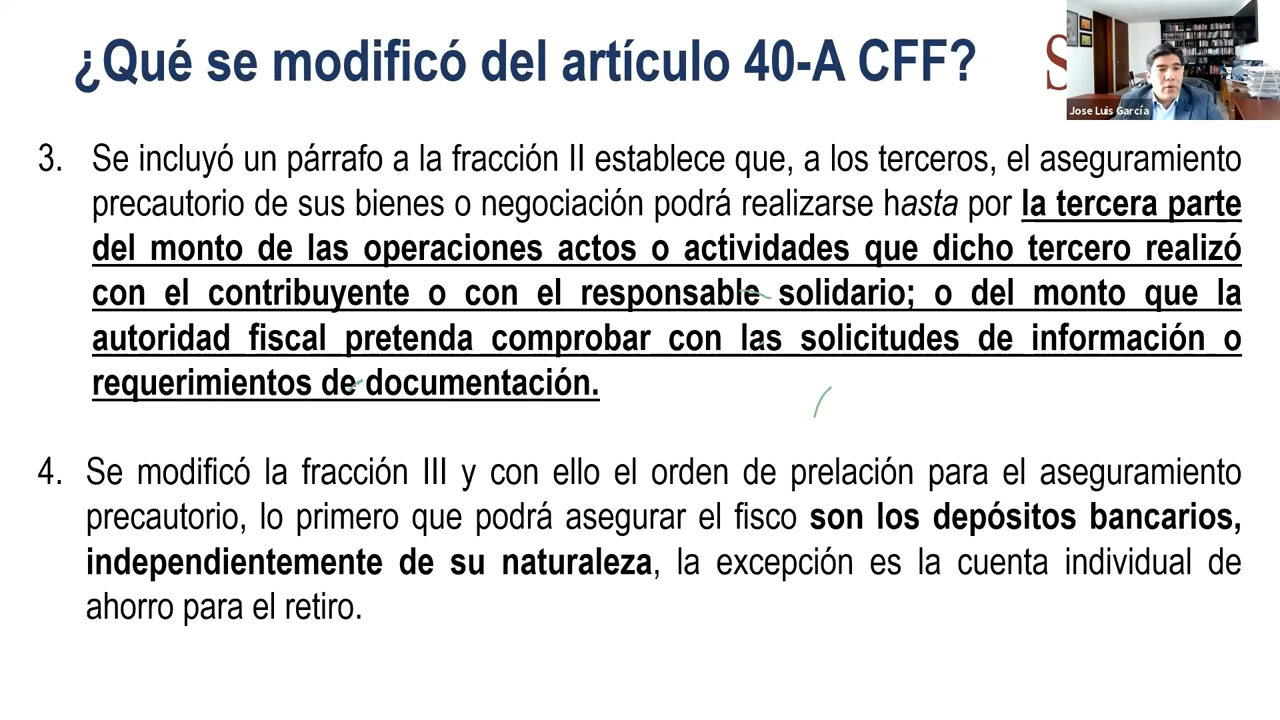 ¿Qué se modificó del artículo 40-A CFF?
S
Jose Luis García
3. Se incluyó un párrafo a la fracción II establece que, a los terceros, el aseguramiento
precautorio de sus bienes o negociación podrá realizarse hasta por la tercera parte
del monto de las operaciones actos o actividades que dicho tercero realizó
con el contribuyente o con el responsable solidario; o del monto que la
autoridad fiscal pretenda comprobar con las solicitudes de información o
requerimientos de documentación.
4. Se modificó la fracción III y con ello el orden de prelación para el aseguramiento
precautorio, lo primero que podrá asegurar el fisco son los depósitos bancarios,
independientemente de su naturaleza, la excepción es la cuenta individual de
ahorro para el retiro.